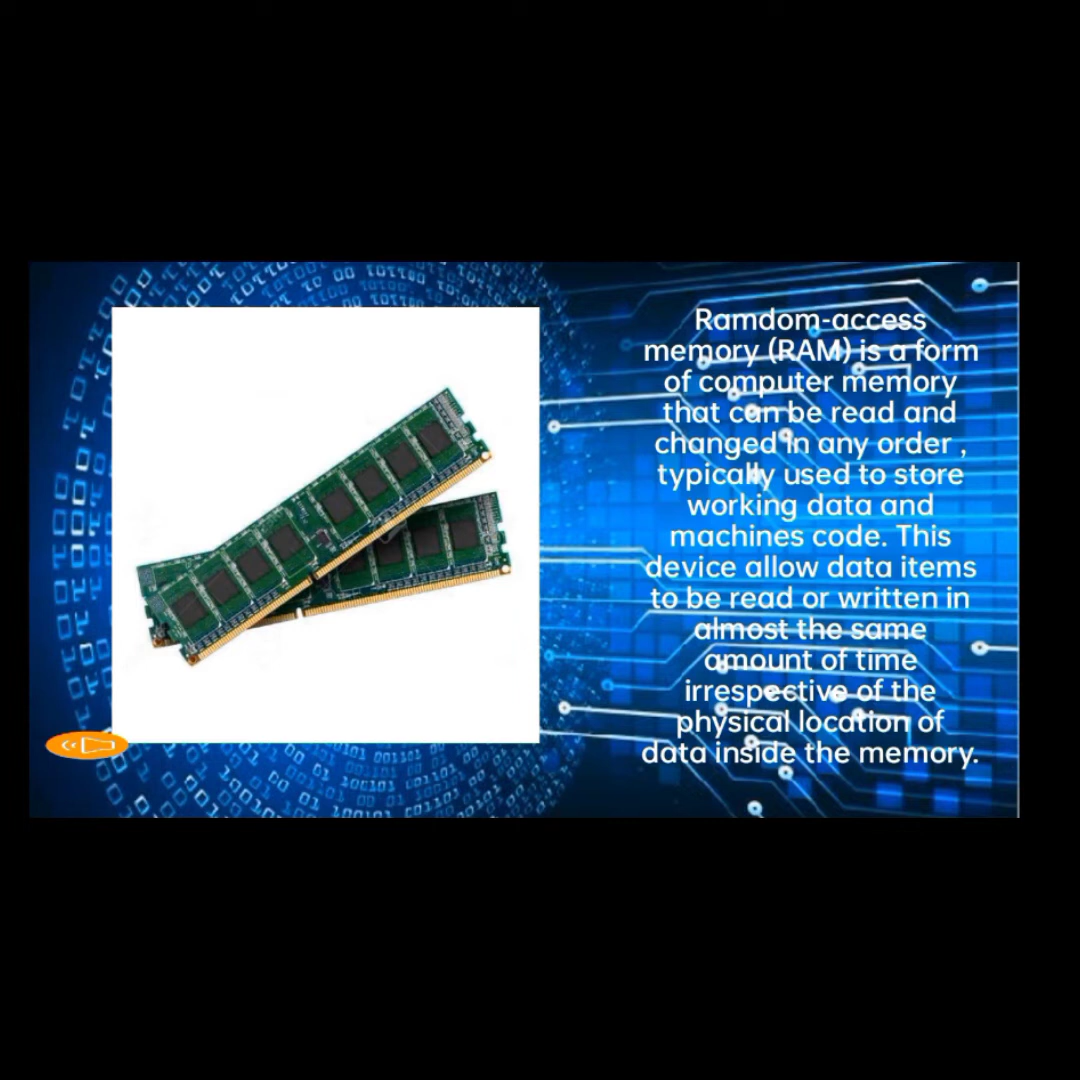 Ramdom-access
memory (RAM) is a form
of computer memory
that can be read and
changed in any order ,
typically used to store
working data and
machines code. This
device allow data items
to be read or written in
almost the same
amount of time
irrespective of the
physical location of
data inside the memory.